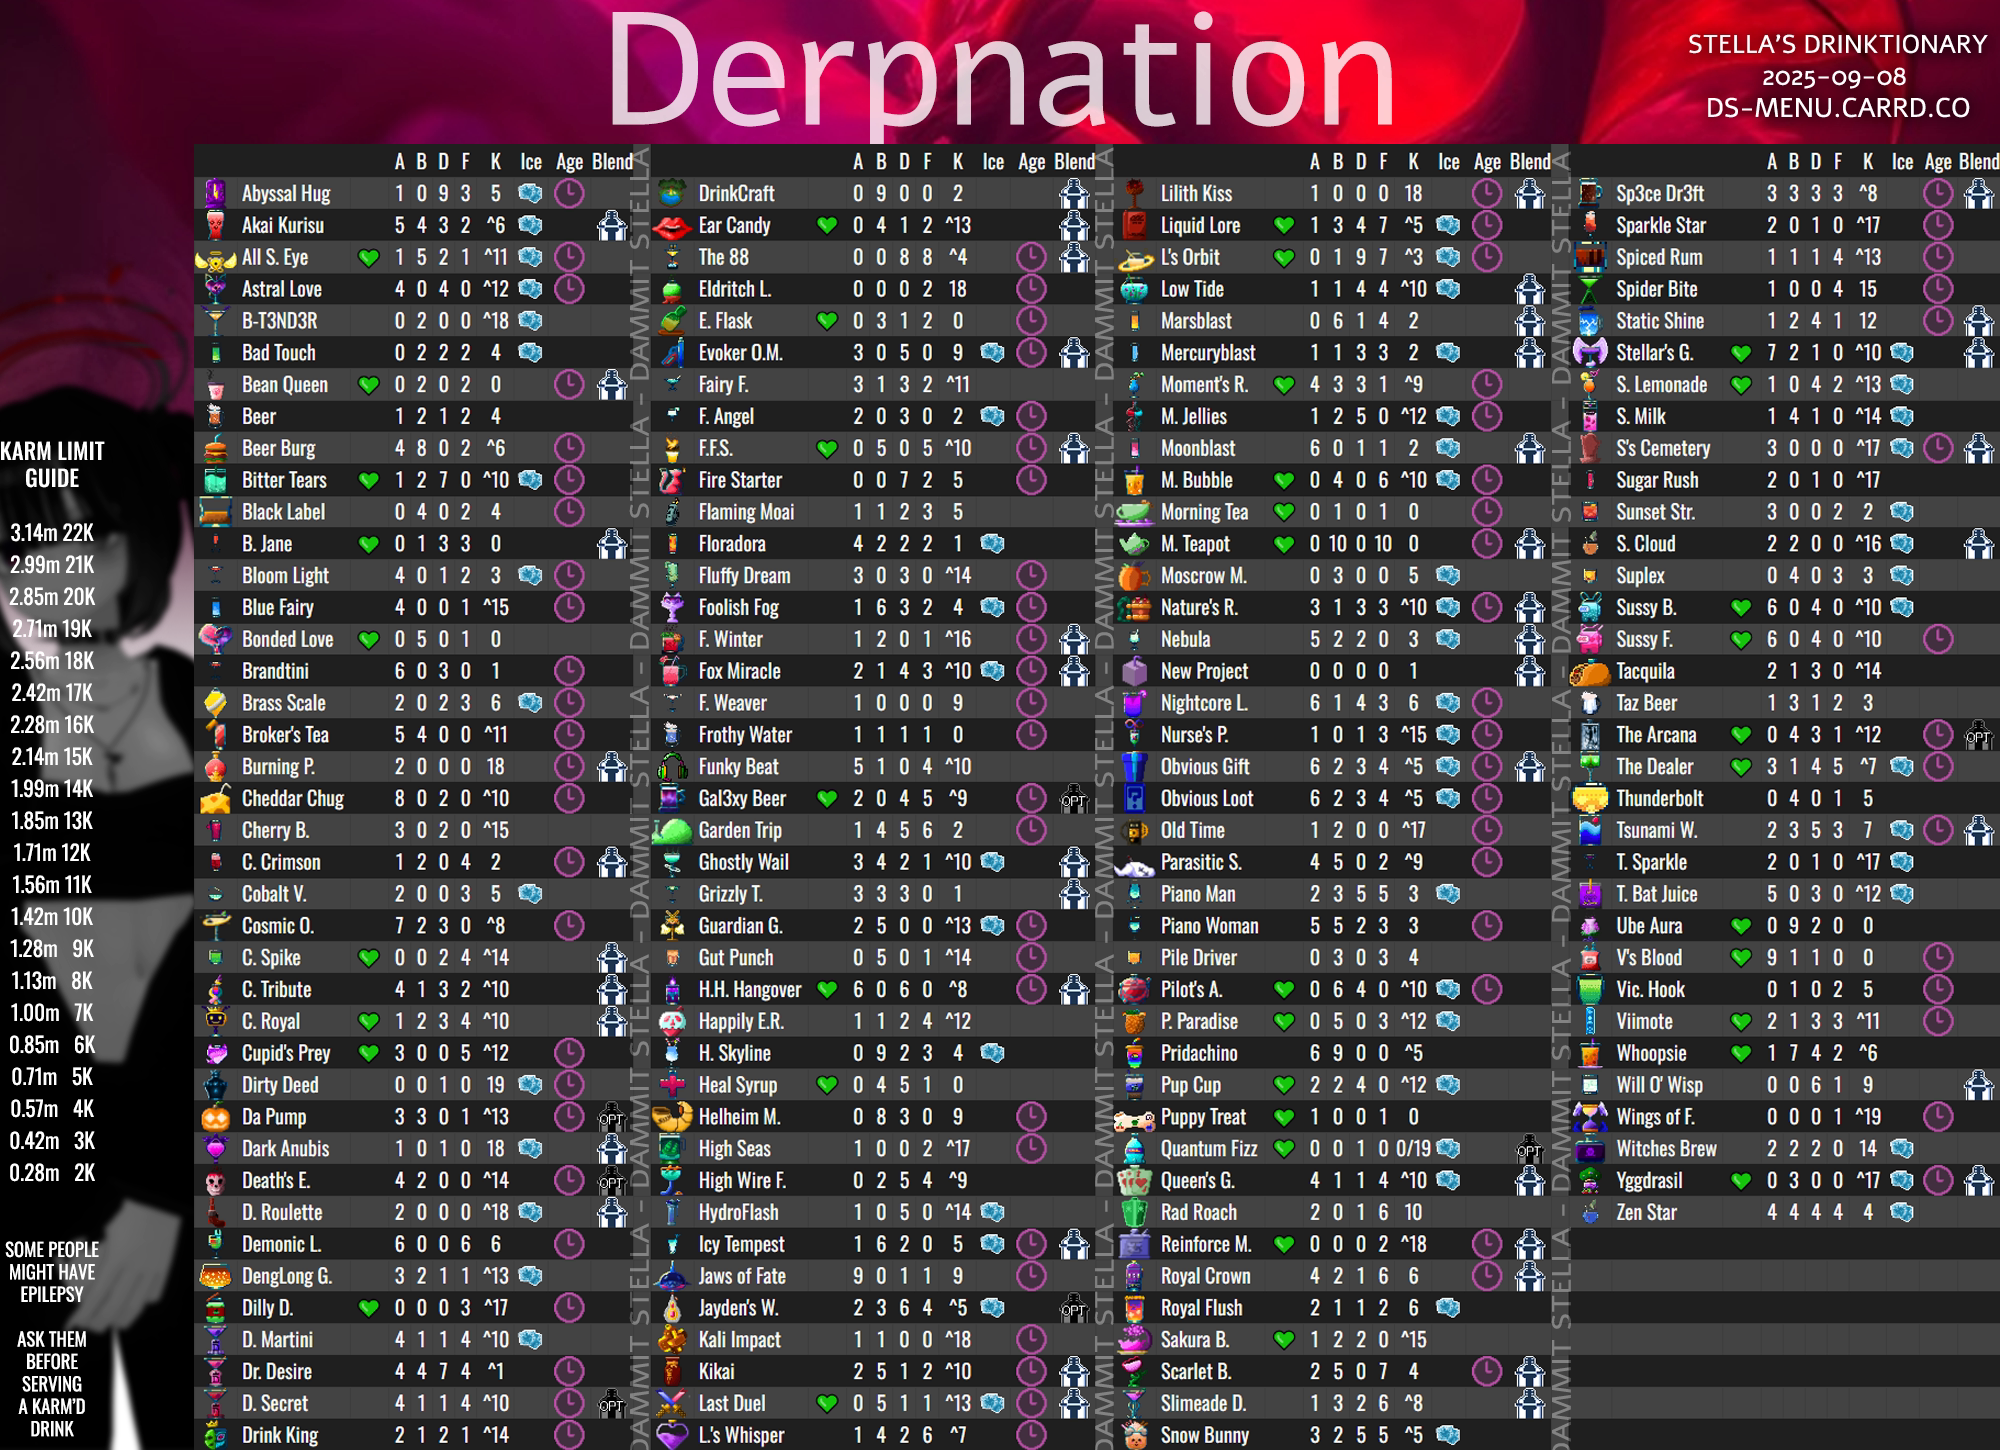 Derpnation
STELLA'S DRINKTIONARY
2025-09-08
DS-MENU.CARRD.CO
KARM LIMIT
GUIDE
3.14m 22K
2.99m 21K
2.85m 20K
2.71m 19K
2.56m 18K
2.42m 17K
2.28m 16K
2.14m 15K
1.99m 14K
1.85m 13K
1.71m 12K
1.56m 11K
1.42m 10K
1.28m 9K
1.13m 8K
1.00m 7K
0.85m 6K
0.71m 5K
0.57m 4K
0.42m 3K
0.28m 2K
SOME PEOPLE
MIGHT HAVE
EPILEPSY
ASK THEM
BEFORE
SERVING
A KARM'D
DRINK
A B D F K Ice Age Blend
Abyssal Hug 1 0 9 3 5
Akai Kurisu 5 4 3 2 ^6
All S. Eye 1 5 2 1 ^11
Astral Love 4 0 4 0 ^12
B-T3ND3R 0 2 0 0 ^18
Bad Touch 0 2 2 2 4
Bean Queen 0 2 0 2 0
Beer 1 2 1 2 4
Beer Burg 4 8 0 2 ^6
Bitter Tears 1 2 7 0 ^10
Black Label 0 4 0 2 4
B. Jane 0 1 3 3 0
Bloom Light 4 0 1 2 3
Blue Fairy 4 0 0 1 ^15
Bonded Love 0 5 0 1 0
Brandtini 6 0 3 0 1
Brass Scale 2 0 2 3 6
Broker's Tea 5 4 0 0 ^11
Burning P. 2 0 0 0 18
Cheddar Chug 8 0 2 0 ^10
Cherry B. 3 0 2 0 ^15
C. Crimson 1 2 0 4 2
Cobalt V. 2 0 0 3 5
Cosmic O. 7 2 3 0 ^8
C. Spike 0 0 2 4 ^14
C. Tribute 4 1 3 2 ^10
C. Royal 1 2 3 4 ^10
Cupid's Prey 3 0 0 5 ^12
Dirty Deed 0 0 1 0 19
Da Pump 3 3 0 1 ^13 OPT
Dark Anubis 1 0 1 0 18
Death's E. 4 2 0 0 ^14 OPT
D. Roulette 2 0 0 0 ^18
Demonic L. 6 0 0 6 6
DengLong G. 3 2 1 1 ^13
Dilly D. 0 0 0 3 ^17
D. Martini 4 1 1 4 ^10
Dr. Desire 4 4 7 4 ^1
D. Secret 4 1 1 4 ^10 OPT
Drink King 2 1 2 1 ^14
DAMMIT STELLA - DAMMIT STELLA - DAMMIT STELLA
A B D F K Ice Age Blend
DrinkCraft 0 9 0 0 2
Ear Candy 0 4 1 2 ^13
The 88 0 0 8 8 ^4
Eldritch L. 0 0 0 2 18
E. Flask 0 3 1 2 0
Evoker O.M. 3 0 5 0 9
Fairy F. 3 1 3 2 ^11
F. Angel 2 0 3 0 2
F.F.S. 0 5 0 5 ^10
Fire Starter 0 0 7 2 5
Flaming Moai 1 1 2 3 5
Floradora 4 2 2 2 1
Fluffy Dream 3 0 3 0 ^14
Foolish Fog 1 6 3 2 4
F. Winter 1 2 0 1 ^16
Fox Miracle 2 1 4 3 ^10
F. Weaver 1 0 0 0 9
Frothy Water 1 1 1 1 0
Funky Beat 5 1 0 4 ^10
Gal3xy Beer 2 0 4 5 ^9 OPT
Garden Trip 1 4 5 6 2
Ghostly Wail 3 4 2 1 ^10
Grizzly T. 3 3 3 0 1
Guardian G. 2 5 0 0 ^13
Gut Punch 0 5 0 1 ^14
H.H. Hangover 6 0 6 0 ^8
Happily E.R. 1 1 2 4 ^12
H. Skyline 0 9 2 3 4
Heal Syrup 0 4 5 1 0
Helheim M. 0 8 3 0 9
High Seas 1 0 0 2 ^17
High Wire F. 0 2 5 4 ^9
HydroFlash 1 0 5 0 ^14
Icy Tempest 1 6 2 0 5
Jaws of Fate 9 0 1 1 9
Jayden's W. 2 3 6 4 ^5 OPT
Kali Impact 1 1 0 0 ^18
Kikai 2 5 1 2 ^10
Last Duel 0 5 1 1 ^13
L.'s Whisper 1 4 2 6 ^7
DAMMIT STELLA - DAMMIT STELLA - DAMMIT STELLA
A B D F K Ice Age Blend
Lilith Kiss 1 0 0 0 18
Liquid Lore 1 3 4 7 ^5
L's Orbit 0 1 9 7 ^3
Low Tide 1 1 4 4 ^10
Marsblast 0 6 1 4 2
Mercuryblast 1 1 3 3 2
Moment's R. 4 3 3 1 ^9
M. Jellies 1 2 5 0 ^12
Moonblast 6 0 1 1 2
M. Bubble 0 4 0 6 ^10
Morning Tea 0 1 0 1 0
M. Teapot 0 10 0 10 0
Moscrow M. 0 3 0 0 5
Nature's R. 3 1 3 3 ^10
Nebula 5 2 2 0 3
New Project 0 0 0 0 1
Nightcore L. 6 1 4 3 6
Nurse's P. 1 0 1 3 ^15
Obvious Gift 6 2 3 4 ^5
Obvious Loot 6 2 3 4 ^5
Old Time 1 2 0 0 ^17
Parasitic S. 4 5 0 2 ^9
Piano Man 2 3 5 5 3
Piano Woman 5 5 2 3 3
Pile Driver 0 3 0 3 4
Pilot's A. 0 6 4 0 ^10
P. Paradise 0 5 0 3 ^12
Pridachino 6 9 0 0 ^5
Pup Cup 2 2 4 0 ^12
Puppy Treat 1 0 0 1 0
Quantum Fizz 0 0 1 0 0/19 OPT
Queen's G. 4 1 1 4 ^10
Rad Roach 2 0 1 6 10
Reinforce M. 0 0 0 2 ^18
Royal Crown 4 2 1 6 6
Royal Flush 2 1 1 2 6
Sakura B. 1 2 2 0 ^15
Scarlet B. 2 5 0 7 4
Slimeade D. 1 3 2 6 ^8
Snow Bunny 3 2 5 5 ^5
DAMMIT STELLA - DAMMIT STELLA - DAMMIT STELLA
A B D F K Ice Age Blend
Sp3ce Dr3ft 3 3 3 3 ^8
Sparkle Star 2 0 1 0 ^17
Spiced Rum 1 1 1 4 ^13
Spider Bite 1 0 0 4 15
Static Shine 1 2 4 1 12
Stellar's G. 7 2 1 0 ^10
S. Lemonade 1 0 4 2 ^13
S. Milk 1 4 1 0 ^14
S's Cemetery 3 0 0 0 ^17
Sugar Rush 2 0 1 0 ^17
Sunset Str. 3 0 0 2 2
S. Cloud 2 2 0 0 ^16
Suplex 0 4 0 3 3
Sussy B. 6 0 4 0 ^10
Sussy F. 6 0 4 0 ^10
Tacquila 2 1 3 0 ^14
Taz Beer 1 3 1 2 3
The Arcana 0 4 3 1 ^12 OPT
The Dealer 3 1 4 5 ^7
Thunderbolt 0 4 0 1 5
Tsunami W. 2 3 5 3 7
T. Sparkle 2 0 1 0 ^17
T. Bat Juice 5 0 3 0 ^12
Ube Aura 0 9 2 0 0
V's Blood 9 1 1 0 0
Vic. Hook 0 1 0 2 5
Viimote 2 1 3 3 ^11
Whoopsie 1 7 4 2 ^6
Will O' Wisp 0 0 6 1 9
Wings of F. 0 0 0 1 ^19
Witches Brew 2 2 2 0 14
Yggdrasil 0 3 0 0 ^17
Zen Star 4 4 4 4 4